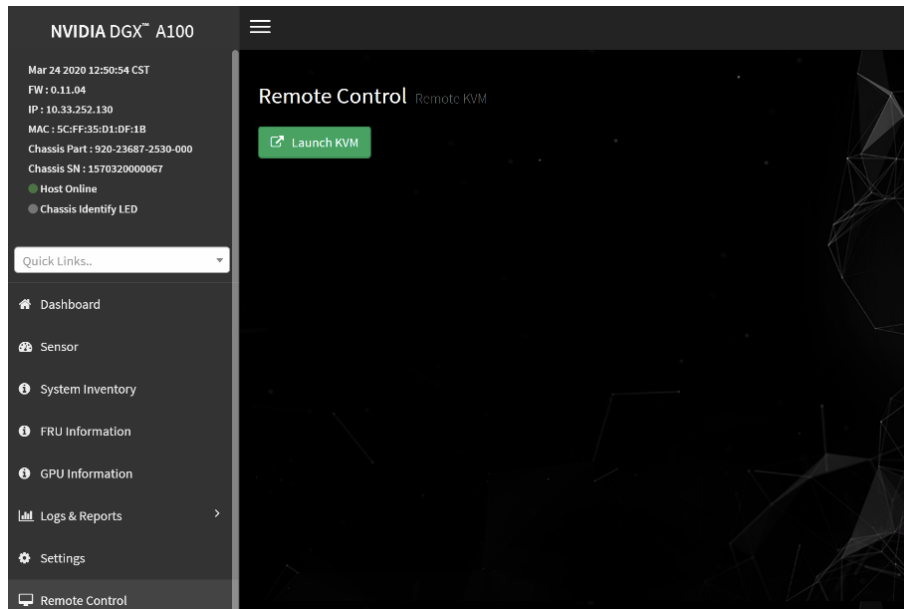 NVIDIA DGX™ A100
Mar 24 2020 12:50:54 CST
FW : 0.11.04
IP : 10.33.252.130
MAC : 5C:FF:35:D1:DF:1B
Chassis Part : 920-23687-2530-000
Chassis SN : 1570320000067
Host Online
Chassis Identify LED
Quick Links..
Dashboard
Sensor
System Inventory
FRU Information
GPU Information
Logs & Reports
Settings
Remote Control
Remote Control Remote KVM
Launch KVM